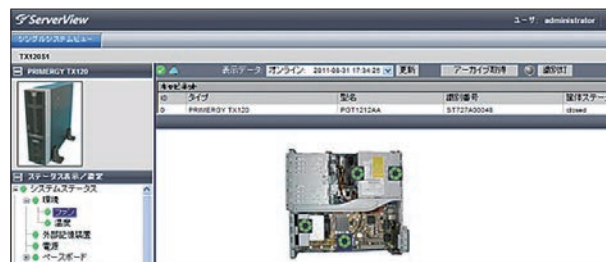 ServerView
ユーザ: administrator
シングルシステムビュー
TX120S1
PRIMERGY TX120
表示データ: オンライン: 2011-08-31 17:34:25 更新 アーカイブ取得 識別灯
キャビネット
ID タイプ 型名 識別番号 筐体ステー
0 PRIMERGY TX120 PGT1212AA ST727A00048 closed
ステータス表示/設定
システムステータス
環境
ファン
温度
外部記憶装置
電源
ベースボード